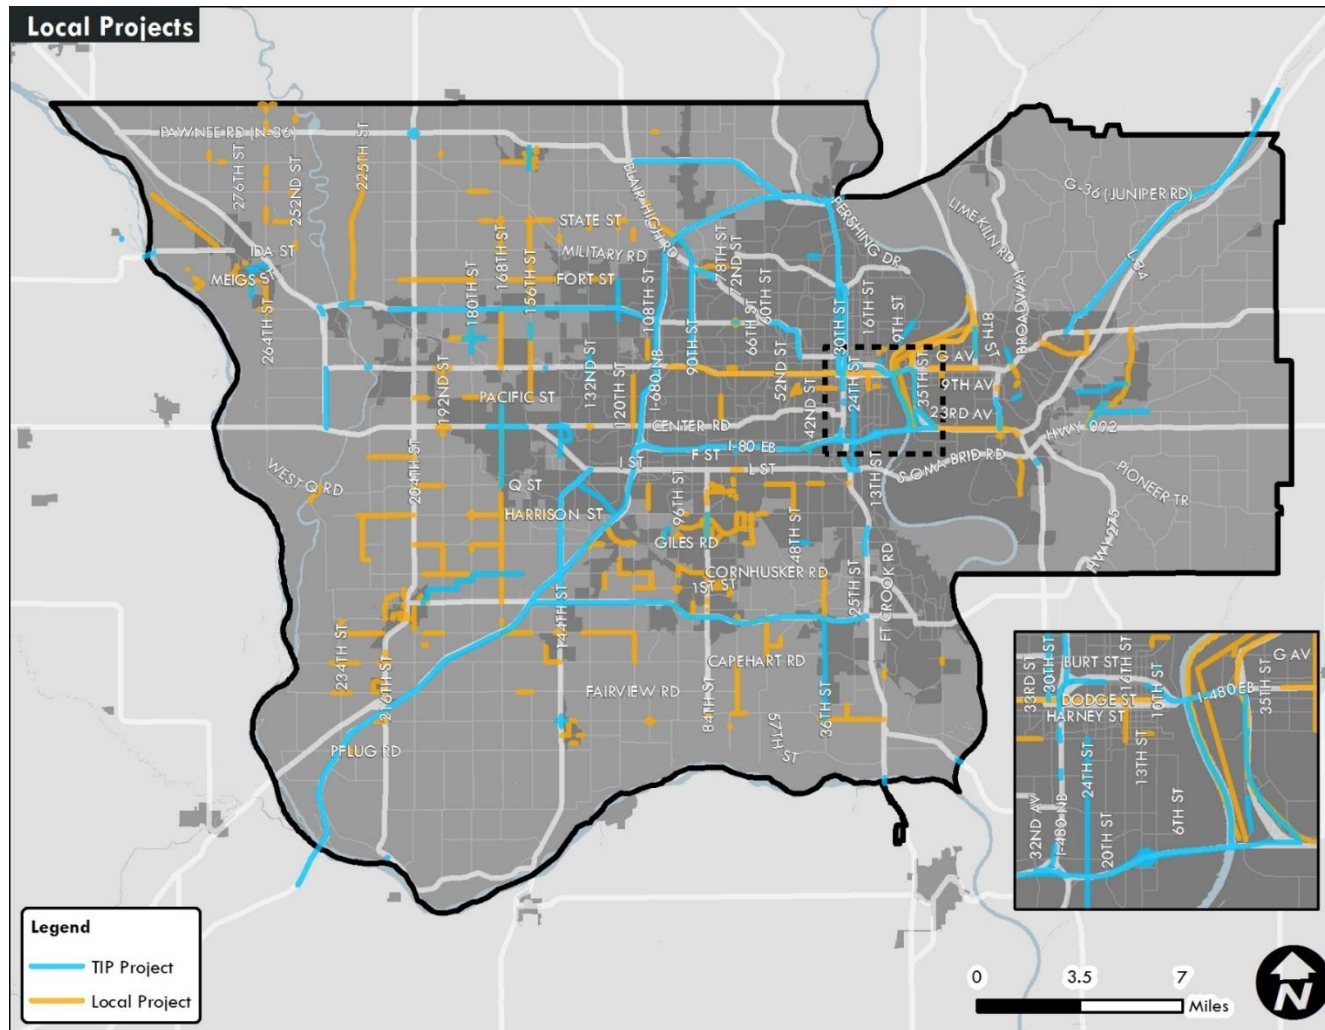 Local Projects
PAWNEE RD (N-36)
276TH ST
252ND ST
225TH ST
BLAIR HIGH RD
STATE ST
MILITARY RD
FORT ST
IDA ST
MEIGS ST
264TH ST
180TH ST
168TH ST
156TH ST
108TH ST
78TH ST
72ND ST
PERSHING DR
LIME KILN RD
G-36 (JUNIPER RD)
L-34
BROADWAY
8TH ST
16TH ST
9TH ST
30TH ST
60TH ST
66TH ST
90TH ST
I-680 NB
G AV
9TH AV
35TH ST
23RD AV
24TH ST
52ND ST
42ND ST
132ND ST
120TH ST
192ND ST
PACIFIC ST
CENTER RD
I-80 EB
F ST
I ST
L ST
HWY 092
S OMA BRID RD
PIONEER TR
HWY 275
13TH ST
WEST Q RD
204TH ST
Q ST
HARRISON ST
96TH ST
GILES RD
48TH ST
CORNHUSKER RD
1ST ST
25TH ST
FT CROOK RD
144TH ST
234TH ST
216TH ST
CAPEHART RD
FAIRVIEW RD
84TH ST
57TH ST
36TH ST
PFLUG RD
33RD ST
30TH ST
BURT ST
16TH ST
10TH ST
I-480 EB
35TH ST
G AV
DODGE ST
HARNEY ST
24TH ST
13TH ST
6TH ST
32ND AV
I-480 NB
20TH ST
Legend
TIP Project
Local Project
0 3.5 7
Miles
N